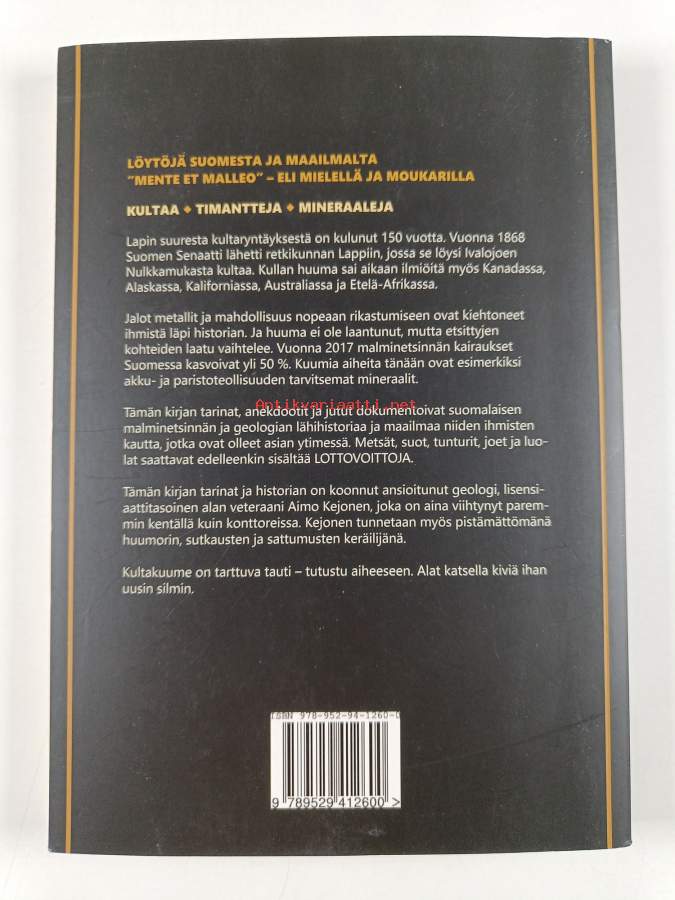 LÖYTÖJÄ SUOMESTA JA MAAILMALTA
"MENTE ET MALLEO" – ELI MIELELLÄ JA MOUKARILLA
KULTAA ◆ TIMANTTEJA ◆ MINERAALEJA
Lapin suuresta kultaryntäyksestä on kulunut 150 vuotta. Vuonna 1868
Suomen Senaatti lähetti retkikunnan Lappiin, jossa se löysi Ivalojoen
Nulkkamukasta kultaa. Kullan huuma sai aikaan ilmiöitä myös Kanadassa,
Alaskassa, Kaliforniassa, Australiassa ja Etelä-Afrikassa.
Jalot metallit ja mahdollisuus nopeaan rikastumiseen ovat kiehtoneet
ihmistä läpi historian. Ja huuma ei ole laantunut, mutta etsittyjen
kohteiden laatu vaihtelee. Vuonna 2017 malminetsinnän kairaukset
Suomessa kasvoivat yli 50 %. Kuumia aiheita tänään ovat esimerkiksi
akku- ja paristoteollisuuden tarvitsemat mineraalit.
Antikvariaatti.net
Tämän kirjan tarinat, anekdootit ja jutut dokumentoivat suomalaisen
malminetsinnän ja geologian lähihistoriaa ja maailmaa niiden ihmisten
kautta, jotka ovat olleet asian ytimessä. Metsät, suot, tunturit, joet ja luo-
lat saattavat edelleenkin sisältää LOTTOVOITTOJA.
Tämän kirjan tarinat ja historian on koonnut ansioitunut geologi, lisensi-
aattitasoinen alan veteraani Aimo Kejonen, joka on aina viihtynyt parem-
min kentällä kuin konttoreissa. Kejonen tunnetaan myös pistämättömänä
huumorin, sutkausten ja sattumusten keräilijänä.
Kultakuume on tarttuva tauti – tutustu aiheeseen. Alat katsella kiviä ihan
uusin silmin.
ISBN 978-952-94-1260-0
9 789529 412600 >